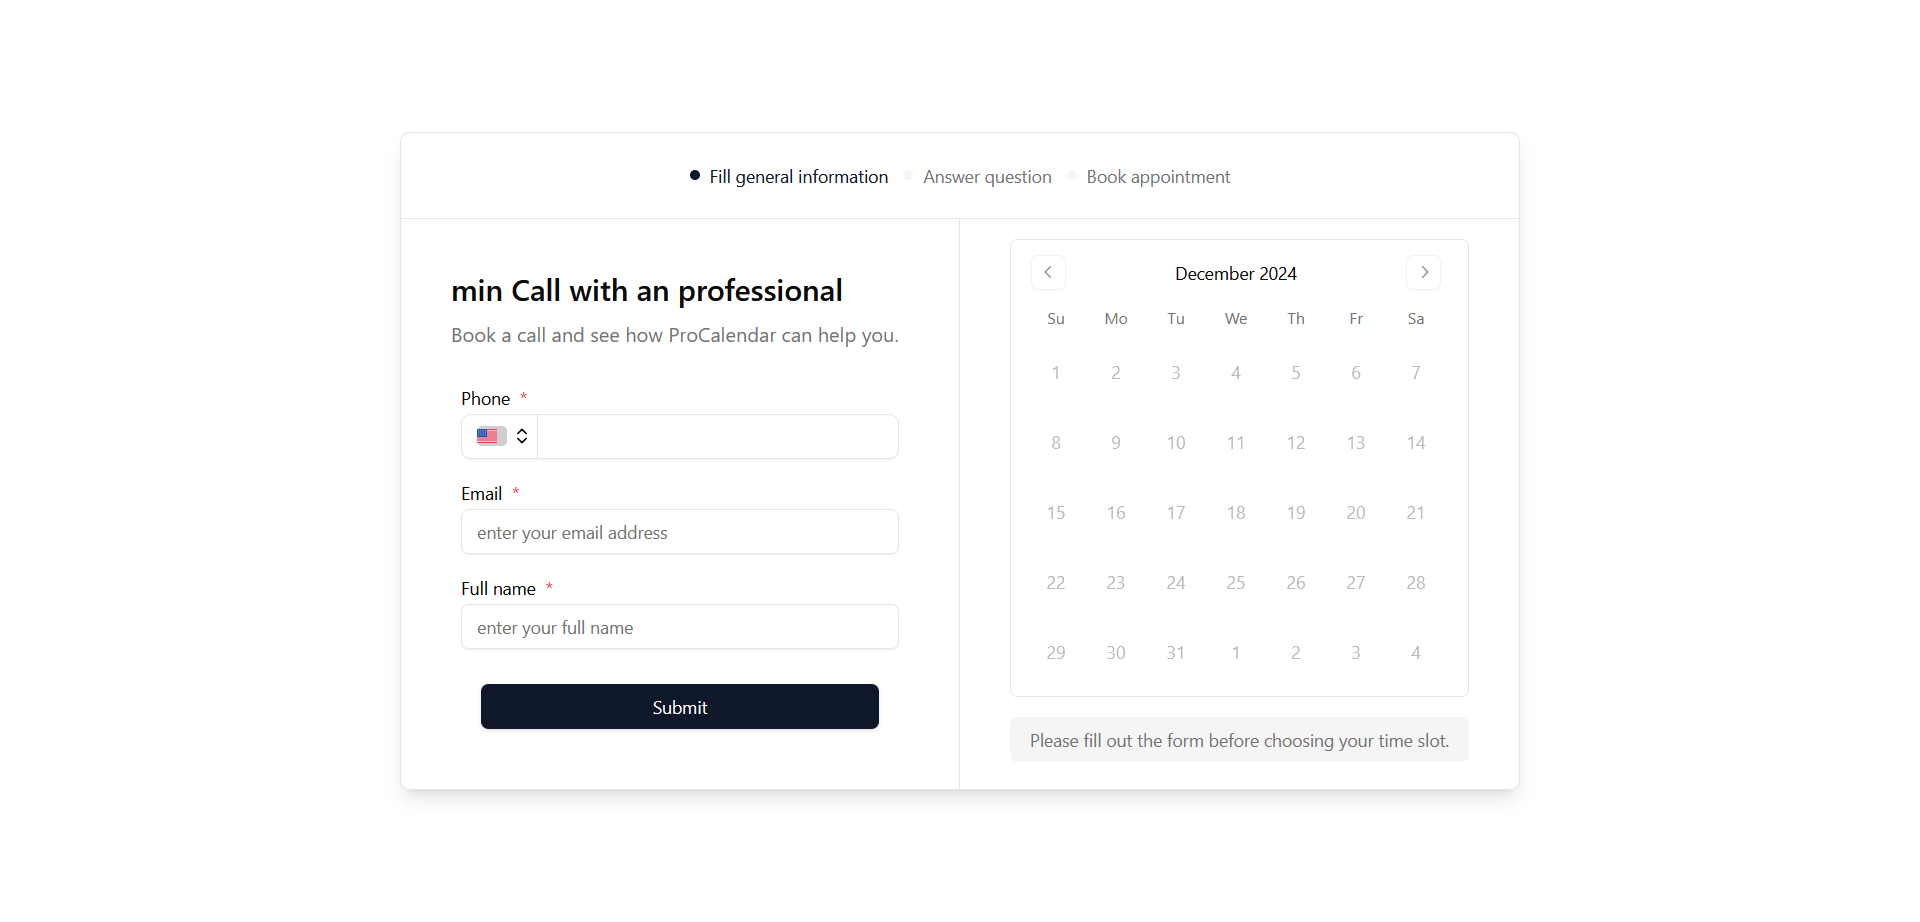 Fill general information Answer question Book appointment
min Call with an professional
Book a call and see how ProCalendar can help you.
Phone *
Email *
enter your email address
Full name *
enter your full name
Submit
December 2024
Su Mo Tu We Th Fr Sa
1 2 3 4 5 6 7
8 9 10 11 12 13 14
15 16 17 18 19 20 21
22 23 24 25 26 27 28
29 30 31 1 2 3 4
Please fill out the form before choosing your time slot.